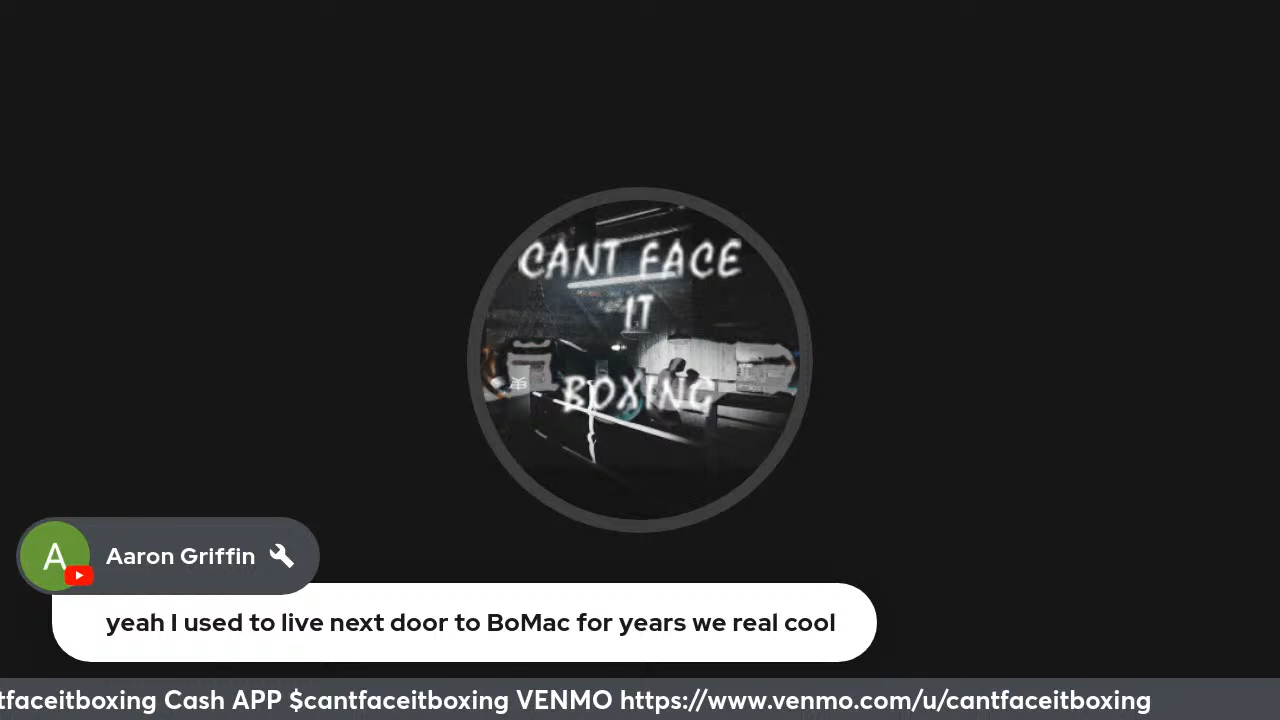 CANT FACE
IT
BOXING
A
Aaron Griffin
yeah I used to live next door to BoMac for years we real cool
tfaceitboxing Cash APP $cantfaceitboxing VENMO https://www.venmo.com/u/cantfaceitboxing